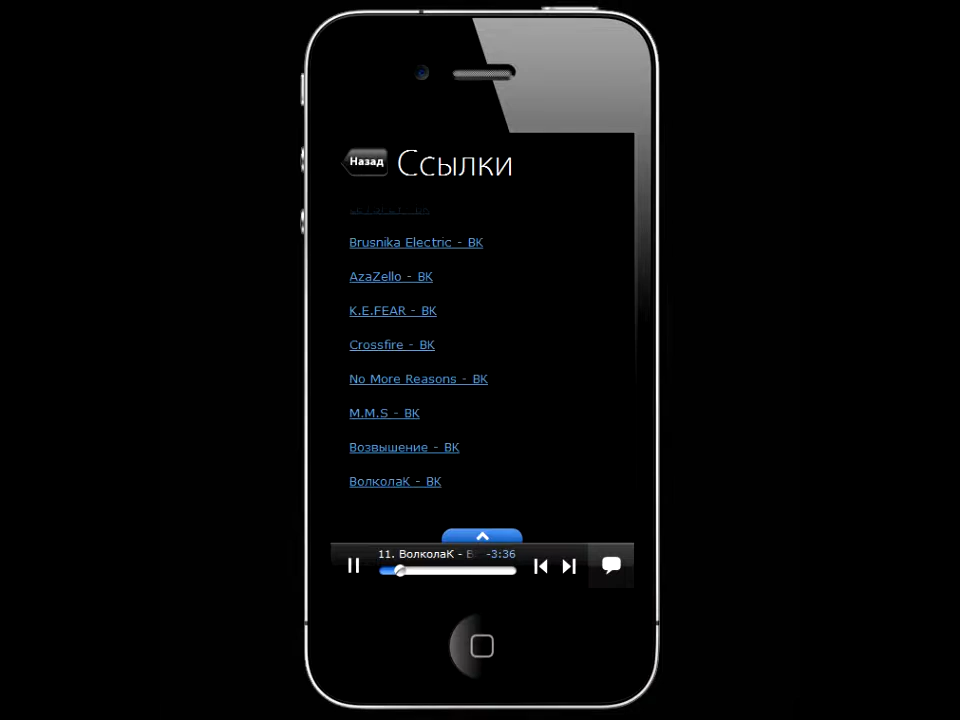 Назад Ссылки
Brusnika Electric - ВК
AzaZello - ВК
K.E.FEAR - ВК
Crossfire - ВК
No More Reasons - ВК
M.M.S - ВК
Возвышение - ВК
ВолколаК - ВК
11. ВолколаК - В -3:36